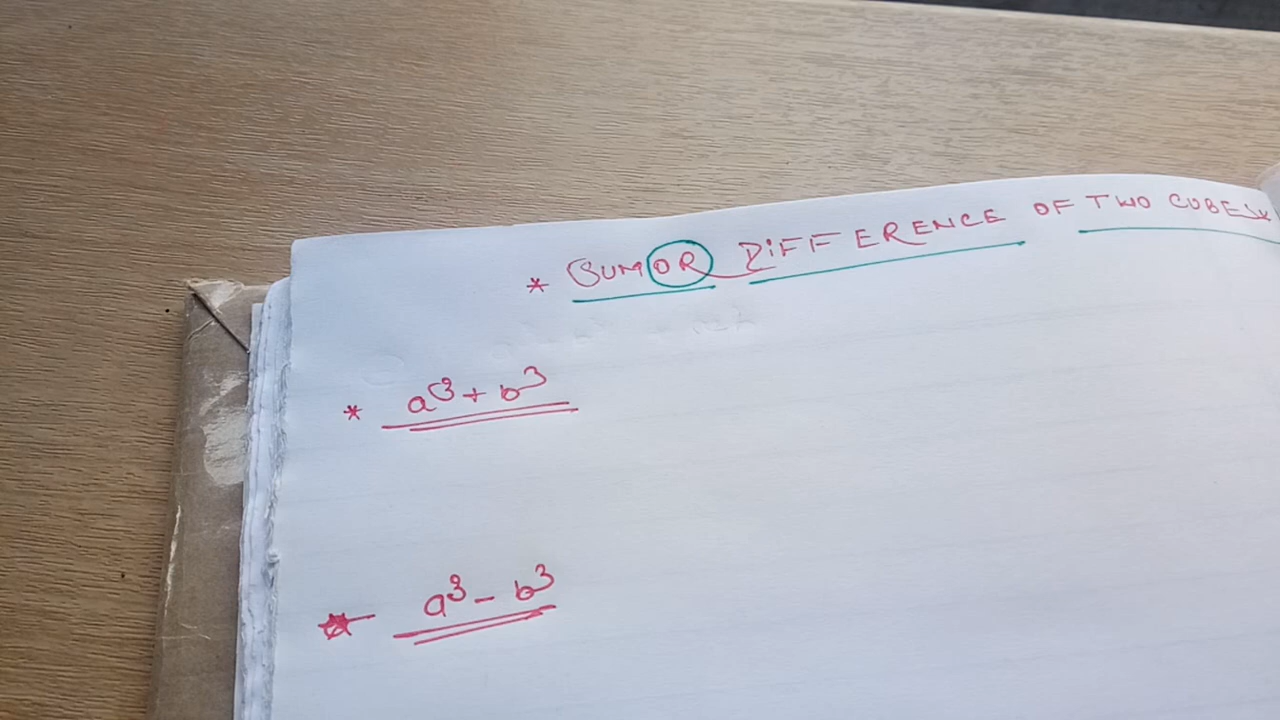 * SUM OR DIFFERENCE OF TWO CUBES
* a³ + b³
* a³ - b³